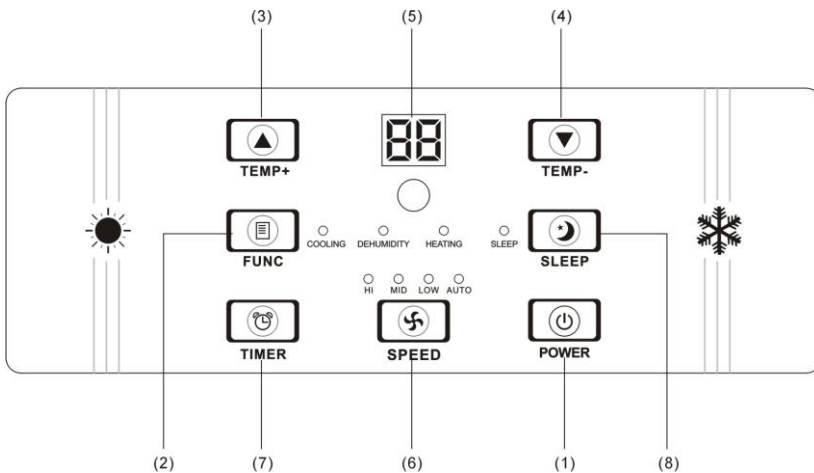 (3) (5) (4)
88
TEMP+ TEMP-
COOLING DEHUMIDITY HEATING SLEEP
FUNC SLEEP
HI MID LOW AUTO
TIMER SPEED POWER
(2) (7) (6) (1) (8)